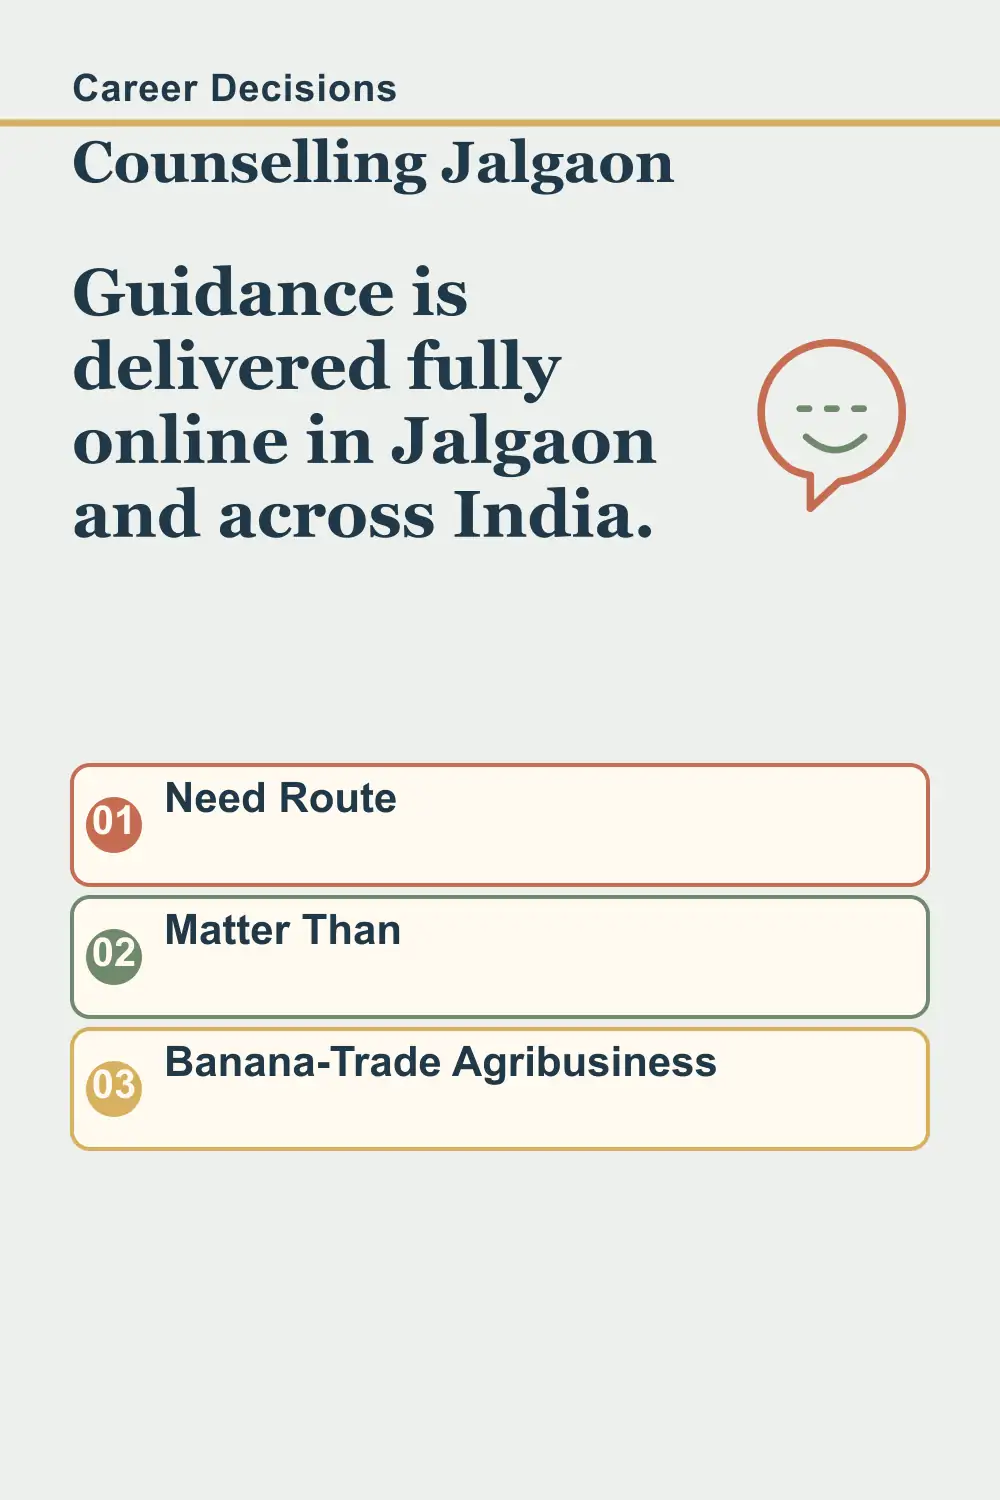 Career Decisions
Counselling Jalgaon
Guidance is
delivered fully
online in Jalgaon
and across India.
01 Need Route
02 Matter Than
03 Banana-Trade Agribusiness